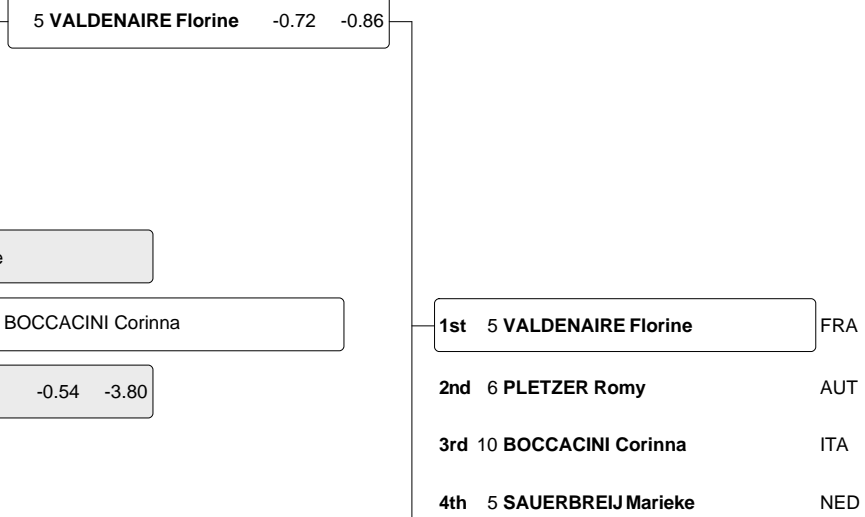 5 VALDENAIRE Florine -0.72 -0.86
e
BOCCACINI Corinna
-0.54 -3.80
1st 5 VALDENAIRE Florine FRA
2nd 6 PLETZER Romy AUT
3rd 10 BOCCACINI Corinna ITA
4th 5 SAUERBREIJ Marieke NED